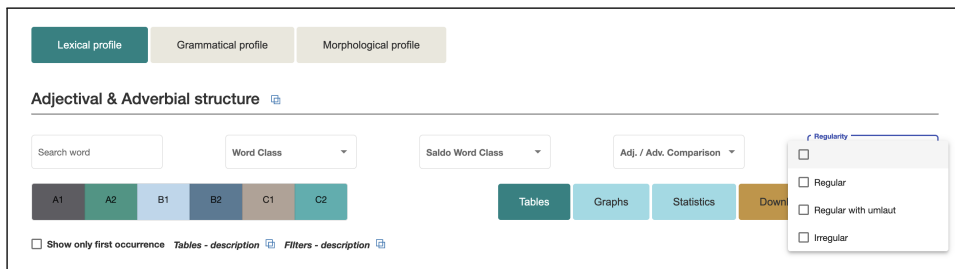 Lexical profile
Grammatical profile
Morphological profile
Adjectival & Adverbial structure
Search word
Word Class
Saldo Word Class
Adj. / Adv. Comparison
Regularity
Regular
Regular with umlaut
Irregular
A1
A2
B1
B2
C1
C2
Tables
Graphs
Statistics
Downl
Show only first occurrence
Tables - description
FIlters - description